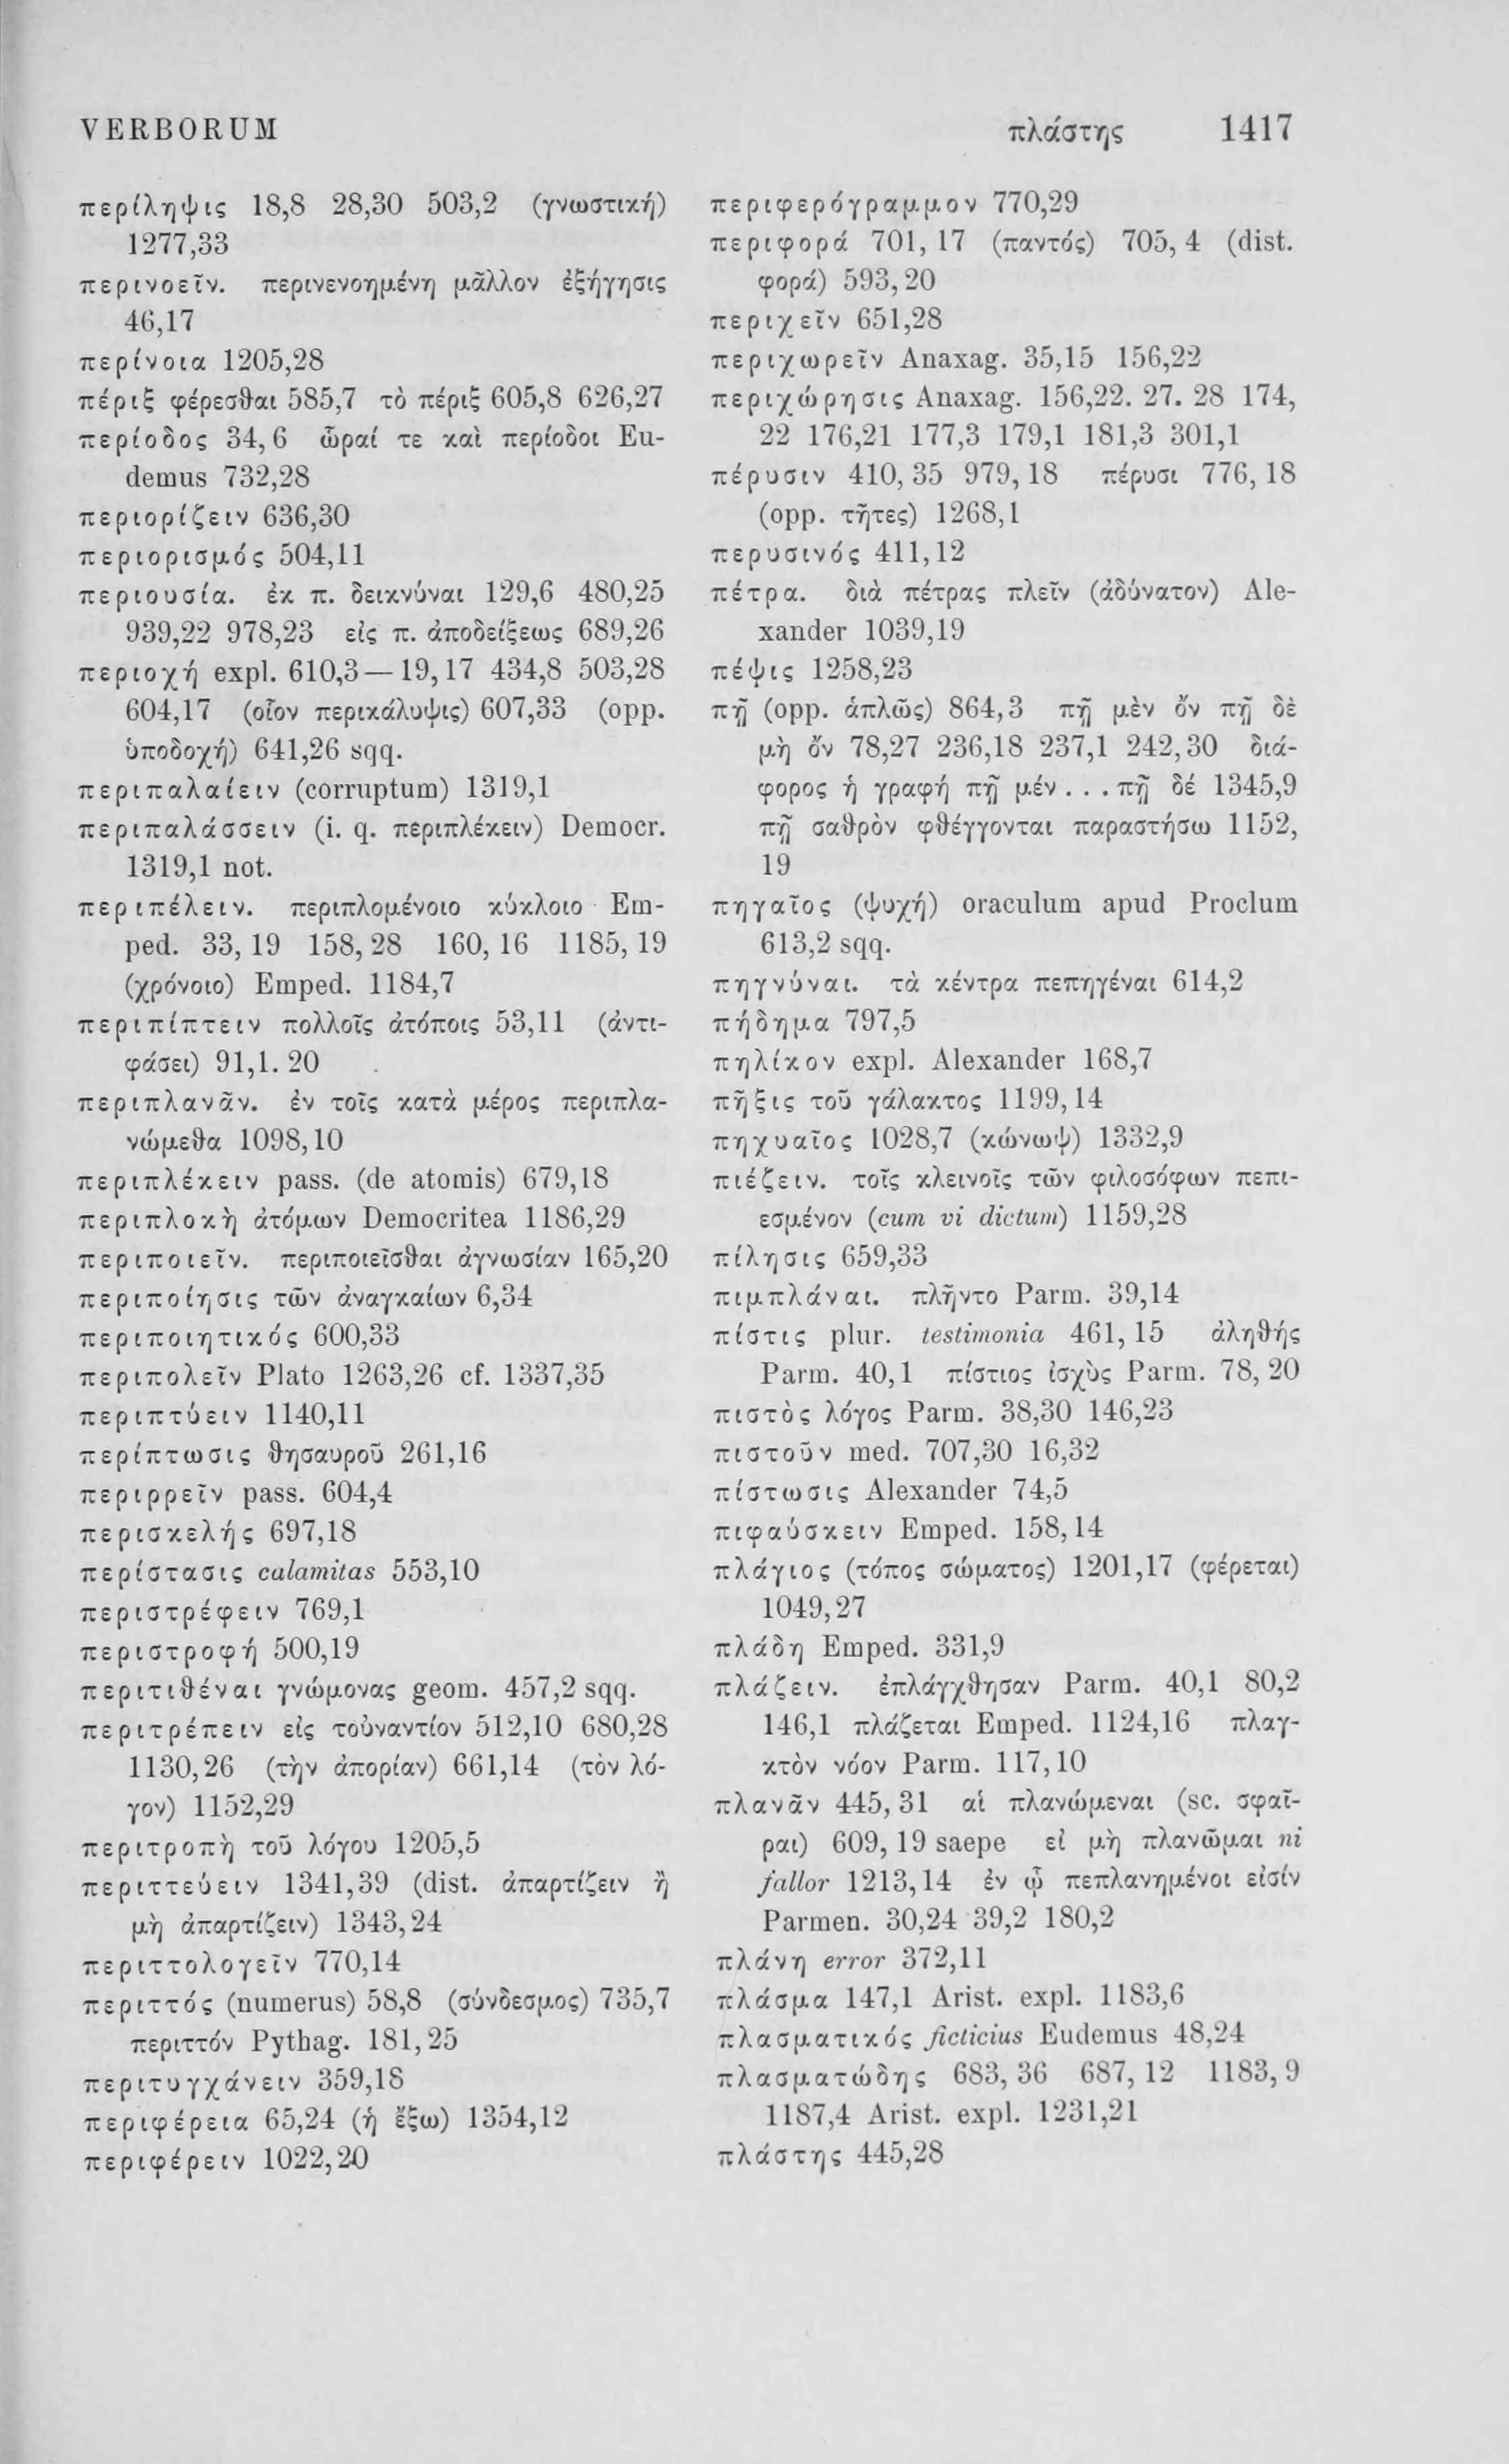 VERBORUM
πλάστης 1417
περίληψις 18,8 28,30 503,2 (γνωστική)
1277,33
περινοεῖν. περινενοημένη μᾶλλον ἐξήγησις
46,17
περίνοια 1205,28
πέριξ φέρεσθαι 585,7 τὸ πέριξ 605,8 626,27
περίοδος 34,6 ὧραί τε καὶ περίοδοι Eu-
demus 732,28
περιορίζειν 636,30
περιορισμός 504,11
περιουσία. ἐκ π. δεικνύναι 129,6 480,25
939,22 978,23 εἰς π. ἀποδείξεως 689,26
περιοχή expl. 610,3—19,17 434,8 503,28
604,17 (οἷον περικάλυψις) 607,33 (opp.
ὑποδοχή) 641,26 sqq.
περιπαλαίειν (corruptum) 1319,1
περιπαλάσσειν (i. q. περιπλέκειν) Democr.
1319,1 not.
περιπέλειν. περιπλομένοιο κύκλοιο Em-
ped. 33,19 158,28 160,16 1185,19
(χρόνοιο) Emped. 1184,7
περιπίπτειν πολλοῖς ἀτόποις 53,11 (ἀντι-
φάσει) 91,1. 20
περιπλανᾶν. ἐν τοῖς κατὰ μέρος περιπλα-
νώμεθα 1098,10
περιπλέκειν pass. (de atomis) 679,18
περιπλοκὴ ἀτόμων Democritea 1186,29
περιποιεῖν. περιποιεῖσθαι ἀγνωσίαν 165,20
περιποίησις τῶν ἀναγκαίων 6,34
περιποιητικός 600,33
περιπολεῖν Plato 1263,26 cf. 1337,35
περιπτύειν 1140,11
περίπτωσις θησαυροῦ 261,16
περιρρεῖν pass. 604,4
περισκελής 697,18
περίστασις calamitas 553,10
περιστρέφειν 769,1
περιστροφή 500,19
περιτιθέναι γνώμονας geom. 457,2 sqq.
περιτρέπειν εἰς τοὐναντίον 512,10 680,28
1130,26 (τὴν ἀπορίαν) 661,14 (τὸν λό-
γον) 1152,29
περιτροπὴ τοῦ λόγου 1205,5
περιττεύειν 1341,39 (dist. ἀπαρτίζειν ἢ
μὴ ἀπαρτίζειν) 1343,24
περιττολογεῖν 770,14
περιττός (numerus) 58,8 (σύνδεσμος) 735,7
περιττόν Pythag. 181,25
περιτυγχάνειν 359,18
περιφέρεια 65,24 (ἡ ἔξω) 1354,12
περιφέρειν 1022,20
περιφερόγραμμον 770,29
περιφορά 701,17 (παντός) 705,4 (dist.
φορά) 593,20
περιχεῖν 651,28
περιχωρεῖν Anaxag. 35,15 156,22
περιχώρησις Anaxag. 156,22. 27. 28 174,
22 176,21 177,3 179,1 181,3 301,1
πέρυσιν 410,35 979,18 πέρυσι 776,18
(opp. τῆτες) 1268,1
περυσινός 411,12
πέτρα. διὰ πέτρας πλεῖν (ἀδύνατον) Ale-
xander 1039,19
πέψις 1258,23
πῇ (opp. ἁπλῶς) 864,3 πῇ μὲν ὄν πῇ δὲ
μὴ ὄν 78,27 236,18 237,1 242,30 διά-
φορος ἡ γραφή πῇ μέν...πῇ δέ 1345,9
πῇ σαθρὸν φθέγγονται παραστήσω 1152,
19
πηγαῖος (ψυχή) oraculum apud Proclum
613,2 sqq.
πηγνύναι. τὰ κέντρα πεπηγέναι 614,2
πήδημα 797,5
πηλίκον expl. Alexander 168,7
πῆξις τοῦ γάλακτος 1199,14
πηχυαῖος 1028,7 (κώνωψ) 1332,9
πιέζειν. τοῖς κλεινοῖς τῶν φιλοσόφων πεπι-
εσμένον (cum vi dictum) 1159,28
πίλησις 659,33
πιμπλάναι. πλῆντο Parm. 39,14
πίστις plur. testimonia 461,15 ἀληθής
Parm. 40,1 πίστιος ἰσχὺς Parm. 78,20
πιστὸς λόγος Parm. 38,30 146,23
πιστοῦν med. 707,30 16,32
πίστωσις Alexander 74,5
πιφαύσκειν Emped. 158,14
πλάγιος (τόπος σώματος) 1201,17 (φέρεται)
1049,27
πλάδη Emped. 331,9
πλάζειν. ἐπλάγχθησαν Parm. 40,1 80,2
146,1 πλάζεται Emped. 1124,16 πλαγ-
κτὸν νόον Parm. 117,10
πλανᾶν 445,31 αἱ πλανώμεναι (sc. σφαῖ-
ραι) 609,19 saepe εἰ μὴ πλανῶμαι ni
fallor 1213,14 ἐν ᾧ πεπλανημένοι εἰσίν
Parmen. 30,24 39,2 180,2
πλάνη error 372,11
πλάσμα 147,1 Arist. expl. 1183,6
πλασματικός ficticius Eudemus 48,24
πλασματώδης 683,36 687,12 1183,9
1187,4 Arist. expl. 1231,21
πλάστης 445,28